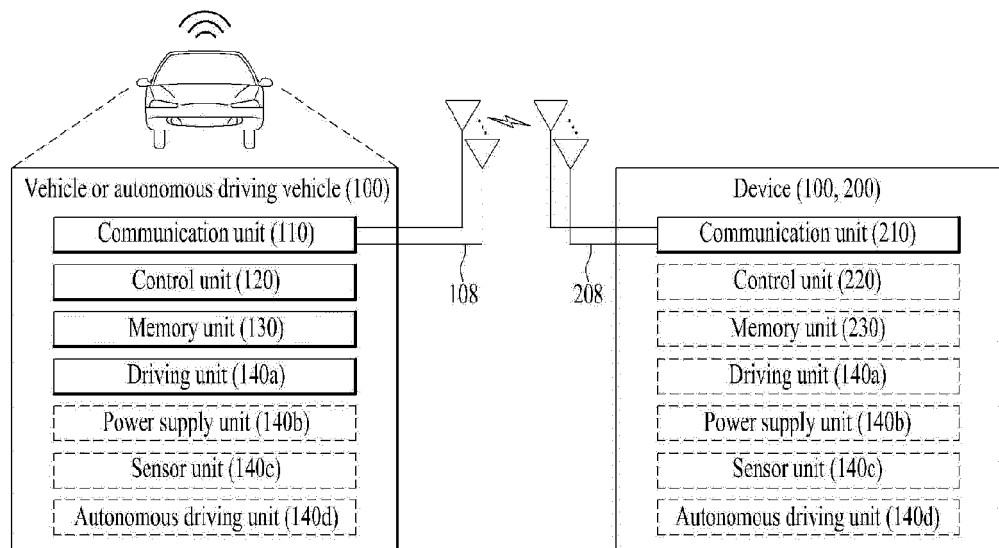 Vehicle or autonomous driving vehicle (100)
Communication unit (110)
Control unit (120)
Memory unit (130)
Driving unit (140a)
Power supply unit (140b)
Sensor unit (140c)
Autonomous driving unit (140d)
108
208
Device (100, 200)
Communication unit (210)
Control unit (220)
Memory unit (230)
Driving unit (140a)
Power supply unit (140b)
Sensor unit (140c)
Autonomous driving unit (140d)